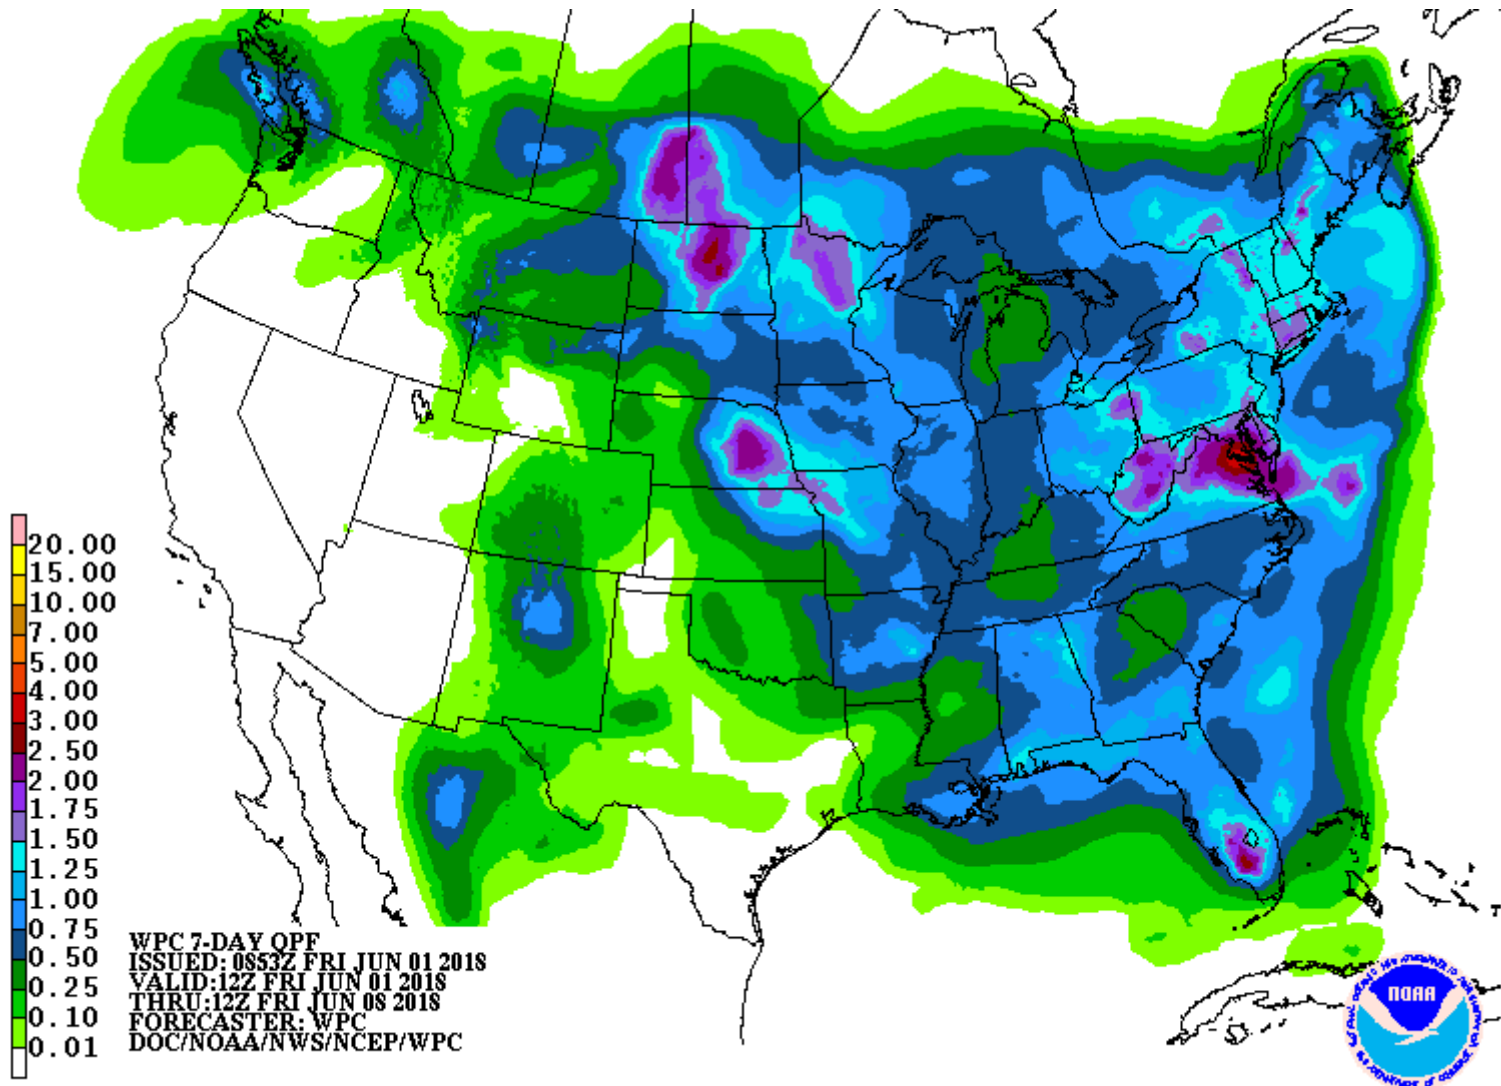 20.00
15.00
10.00
7.00
5.00
4.00
3.00
2.50
2.00
1.75
1.50
1.25
1.00
0.75
0.50
0.25
0.10
0.01
WPC 7-DAY QPF
ISSUED: 0853Z FRI JUN 01 2018
VALID:12Z FRI JUN 01 2018
THRU:12Z FRI JUN 08 2018
FORECASTER: WPC
DOC/NOAA/NWS/NCEP/WPC
NOAA